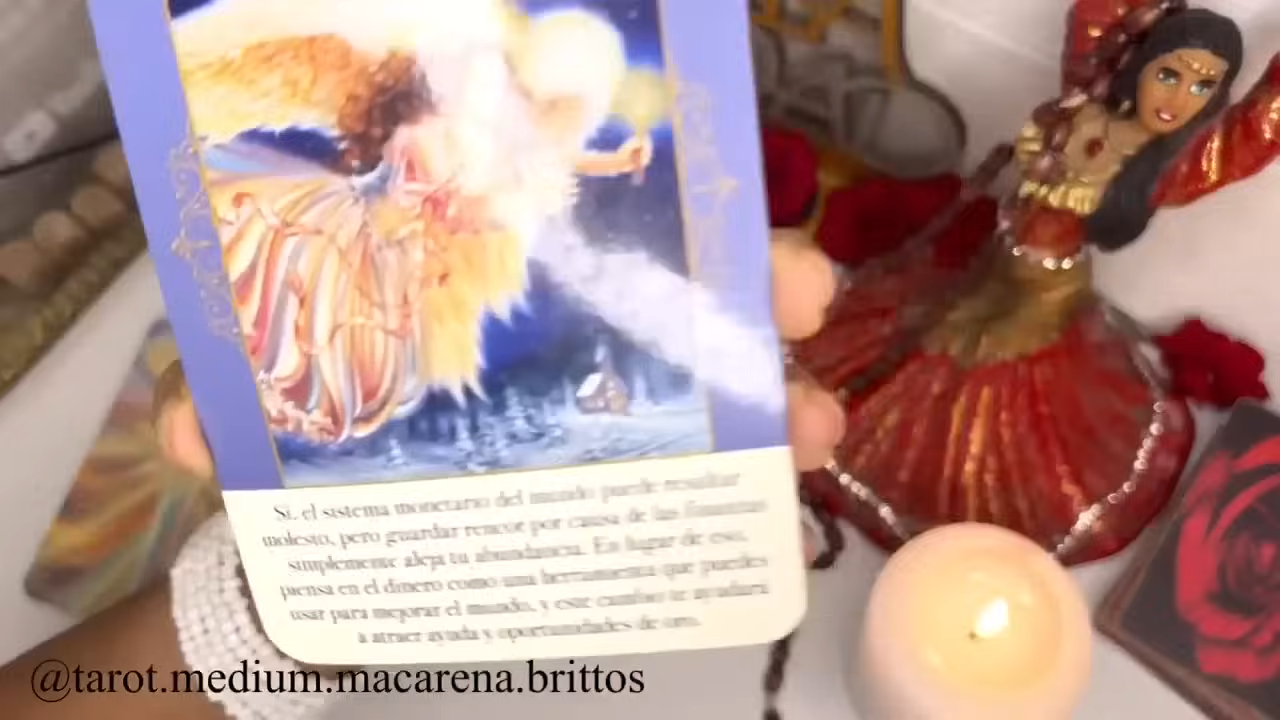 Sí, el sistema monetario del mundo puede resultar
molesto, pero guardar rencor por causa de las finanzas
simplemente aleja tu abundancia. En lugar de eso,
piensa en el dinero como una herramienta que puedes
usar para mejorar el mundo, y este cambio te ayudará
a atraer ayuda y oportunidades de oro.
@tarot.medium.macarena.brittos